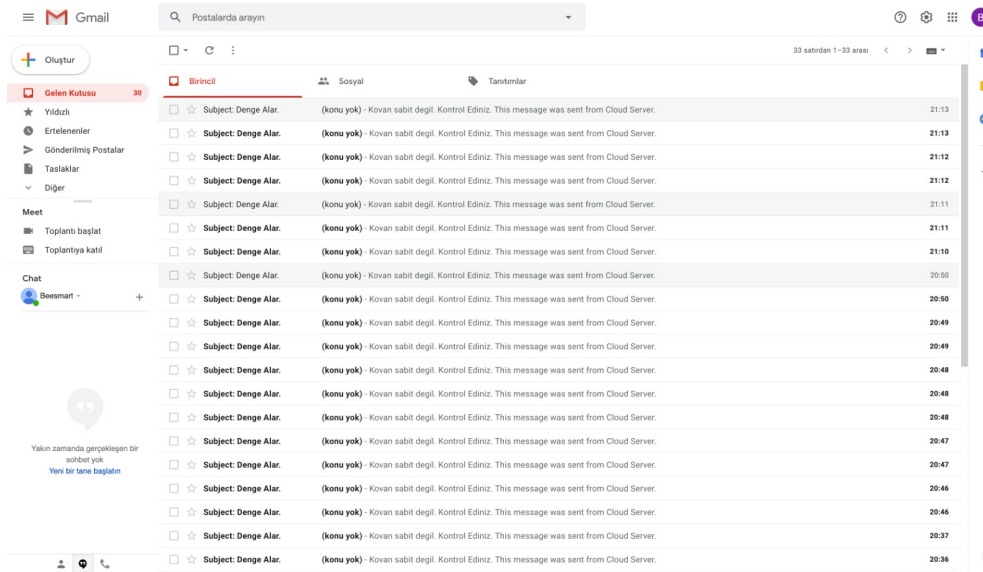 Gmail
Postalarda arayın
B
Oluştur
33 satırdan 1–33 arası
Gelen Kutusu 30
Yıldızlı
Ertelenenler
Gönderilmiş Postalar
Taslaklar
Diğer
Meet
Toplantı başlat
Toplantıya katıl
Chat
Beesmart
Yakın zamanda gerçekleşen bir
sohbet yok
Yeni bir tane başlatın
Birincil Sosyal Tanıtımlar
Subject: Denge Alar. (konu yok) - Kovan sabit degil. Kontrol Ediniz. This message was sent from Cloud Server. 21:13
Subject: Denge Alar. (konu yok) - Kovan sabit degil. Kontrol Ediniz. This message was sent from Cloud Server. 21:13
Subject: Denge Alar. (konu yok) - Kovan sabit degil. Kontrol Ediniz. This message was sent from Cloud Server. 21:12
Subject: Denge Alar. (konu yok) - Kovan sabit degil. Kontrol Ediniz. This message was sent from Cloud Server. 21:12
Subject: Denge Alar. (konu yok) - Kovan sabit degil. Kontrol Ediniz. This message was sent from Cloud Server. 21:11
Subject: Denge Alar. (konu yok) - Kovan sabit degil. Kontrol Ediniz. This message was sent from Cloud Server. 21:11
Subject: Denge Alar. (konu yok) - Kovan sabit degil. Kontrol Ediniz. This message was sent from Cloud Server. 21:10
Subject: Denge Alar. (konu yok) - Kovan sabit degil. Kontrol Ediniz. This message was sent from Cloud Server. 20:50
Subject: Denge Alar. (konu yok) - Kovan sabit degil. Kontrol Ediniz. This message was sent from Cloud Server. 20:50
Subject: Denge Alar. (konu yok) - Kovan sabit degil. Kontrol Ediniz. This message was sent from Cloud Server. 20:49
Subject: Denge Alar. (konu yok) - Kovan sabit degil. Kontrol Ediniz. This message was sent from Cloud Server. 20:49
Subject: Denge Alar. (konu yok) - Kovan sabit degil. Kontrol Ediniz. This message was sent from Cloud Server. 20:48
Subject: Denge Alar. (konu yok) - Kovan sabit degil. Kontrol Ediniz. This message was sent from Cloud Server. 20:48
Subject: Denge Alar. (konu yok) - Kovan sabit degil. Kontrol Ediniz. This message was sent from Cloud Server. 20:48
Subject: Denge Alar. (konu yok) - Kovan sabit degil. Kontrol Ediniz. This message was sent from Cloud Server. 20:47
Subject: Denge Alar. (konu yok) - Kovan sabit degil. Kontrol Ediniz. This message was sent from Cloud Server. 20:47
Subject: Denge Alar. (konu yok) - Kovan sabit degil. Kontrol Ediniz. This message was sent from Cloud Server. 20:46
Subject: Denge Alar. (konu yok) - Kovan sabit degil. Kontrol Ediniz. This message was sent from Cloud Server. 20:46
Subject: Denge Alar. (konu yok) - Kovan sabit degil. Kontrol Ediniz. This message was sent from Cloud Server. 20:37
Subject: Denge Alar. (konu yok) - Kovan sabit degil. Kontrol Ediniz. This message was sent from Cloud Server. 20:36